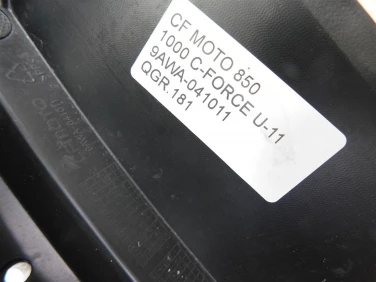 CF MOTO 850
1000 C-FORCE U-11
9AWA-041011
QGR.181